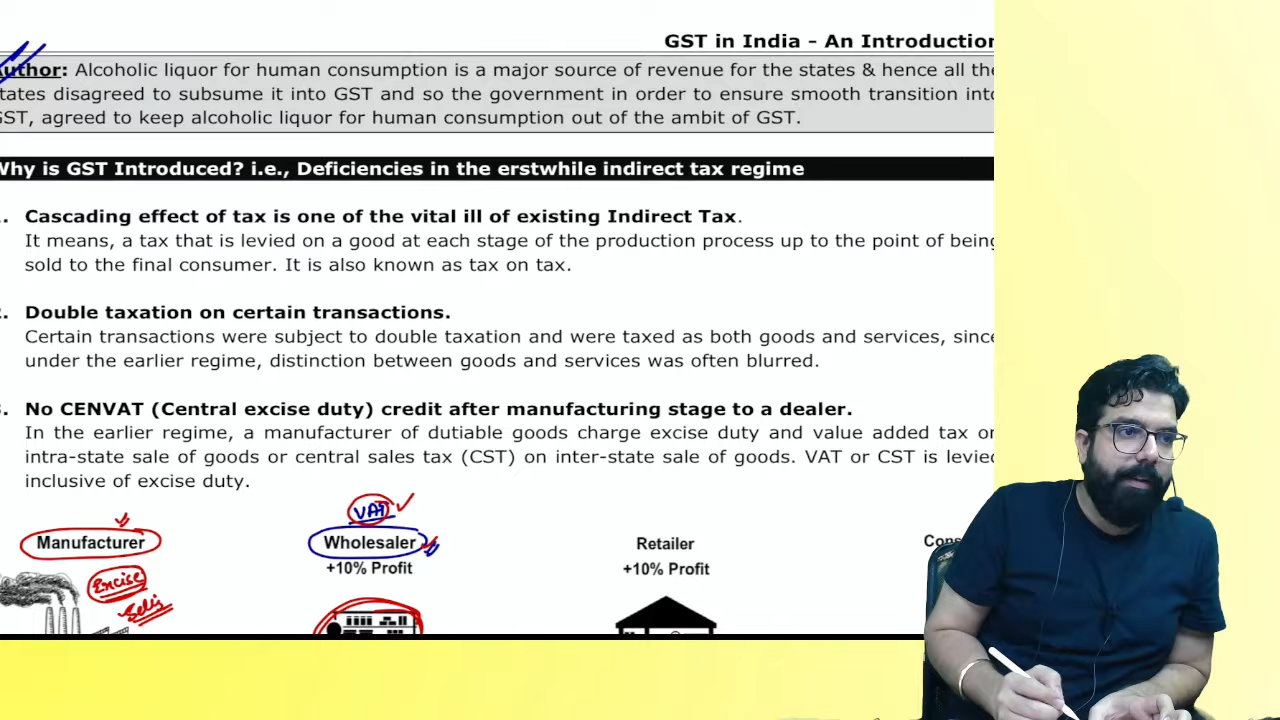 GST in India - An Introduction
Author: Alcoholic liquor for human consumption is a major source of revenue for the states & hence all the
states disagreed to subsume it into GST and so the government in order to ensure smooth transition into
GST, agreed to keep alcoholic liquor for human consumption out of the ambit of GST.
Why is GST Introduced? i.e., Deficiencies in the erstwhile indirect tax regime
. Cascading effect of tax is one of the vital ill of existing Indirect Tax.
It means, a tax that is levied on a good at each stage of the production process up to the point of being
sold to the final consumer. It is also known as tax on tax.
. Double taxation on certain transactions.
Certain transactions were subject to double taxation and were taxed as both goods and services, since
under the earlier regime, distinction between goods and services was often blurred.
. No CENVAT (Central excise duty) credit after manufacturing stage to a dealer.
In the earlier regime, a manufacturer of dutiable goods charge excise duty and value added tax on
intra-state sale of goods or central sales tax (CST) on inter-state sale of goods. VAT or CST is levied
inclusive of excise duty.
VAT
Manufacturer Wholesaler Retailer Cons
+10% Profit +10% Profit
Excise